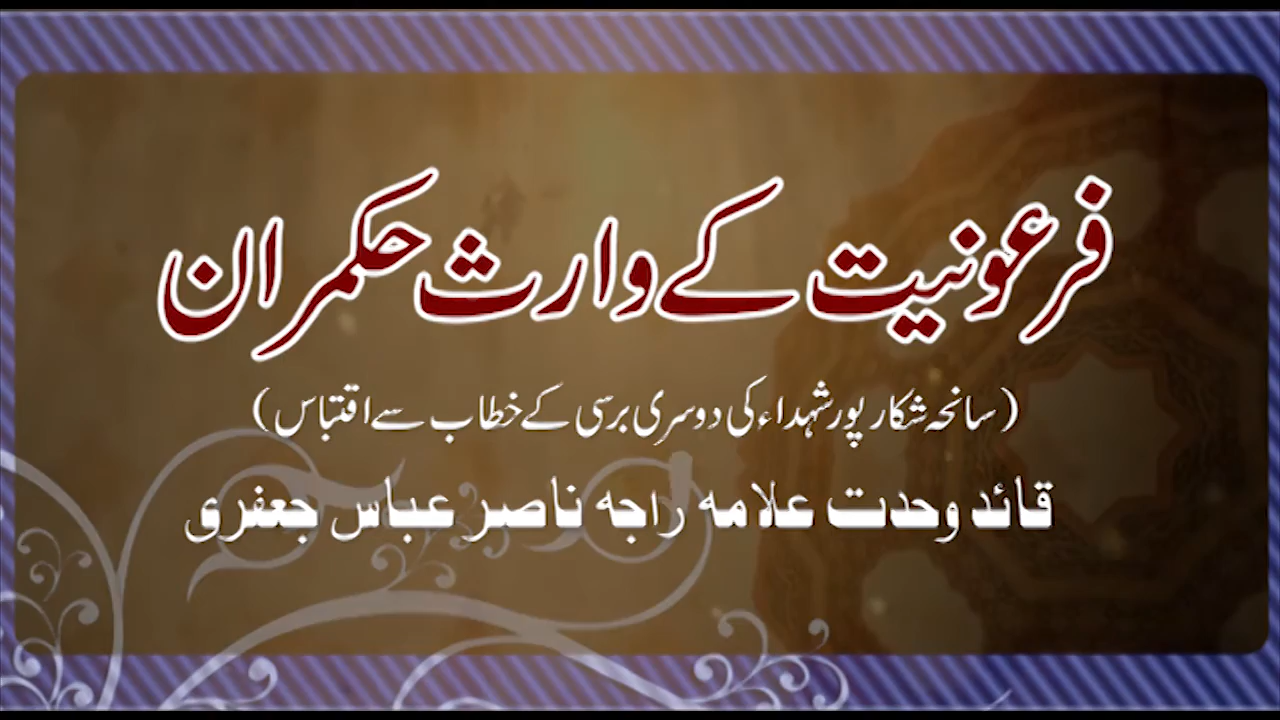 فرعونیت کے وارث حکمران
(سانحہ شکارپور شہداء کی دوسری برسی کے خطاب سے اقتباس)
قائد وحدت علامہ راجہ ناصر عباس جعفری